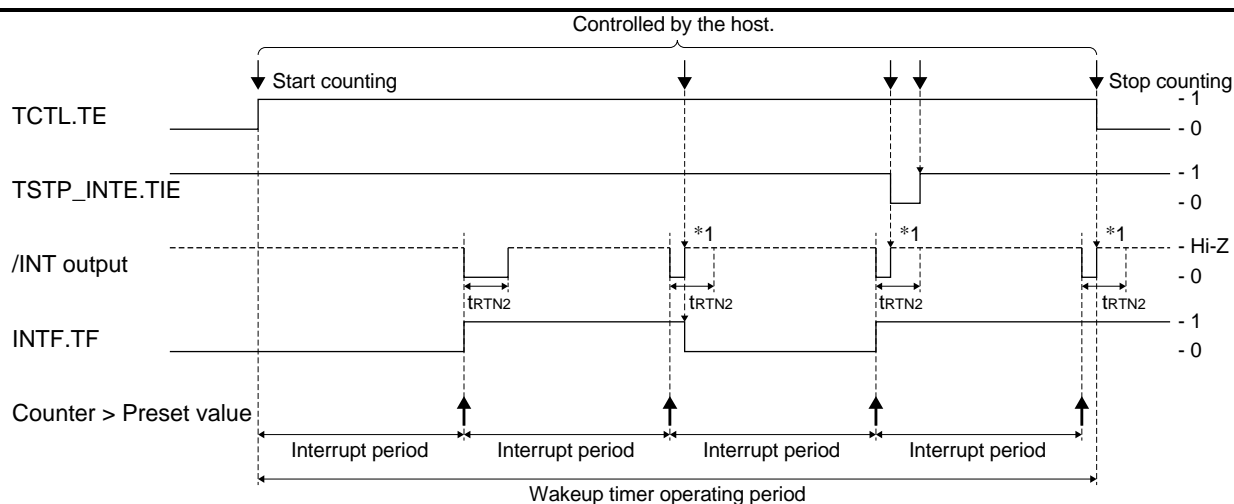 Controlled by the host.
Start counting
Stop counting
TCTL.TE
- 1
- 0
TSTP_INTE.TIE
- 1
- 0
*1
*1
*1
/INT output
- Hi-Z
- 0
tRTN2
tRTN2
tRTN2
tRTN2
INTF.TF
- 1
- 0
Counter > Preset value
Interrupt period
Interrupt period
Interrupt period
Interrupt period
Wakeup timer operating period